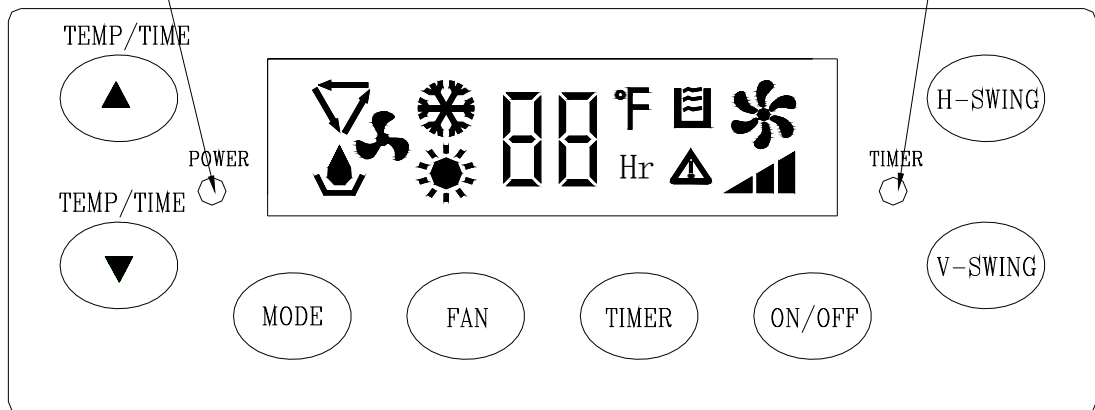 TEMP/TIME
H-SWING
88 °F
Hr
POWER
TIMER
TEMP/TIME
V-SWING
MODE
FAN
TIMER
ON/OFF